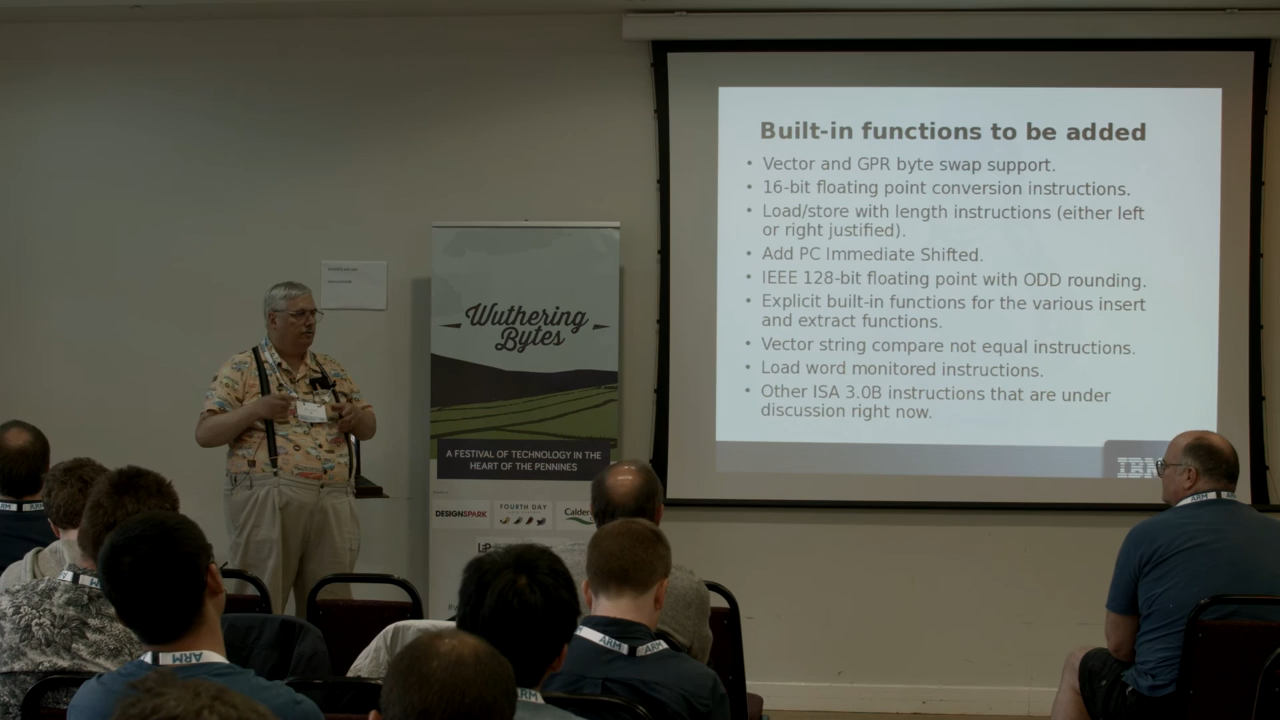 Built-in functions to be added
• Vector and GPR byte swap support.
• 16-bit floating point conversion instructions.
• Load/store with length instructions (either left
or right justified).
• Add PC Immediate Shifted.
• IEEE 128-bit floating point with ODD rounding.
• Explicit built-in functions for the various insert
and extract functions.
• Vector string compare not equal instructions.
• Load word monitored instructions.
• Other ISA 3.0B instructions that are under
discussion right now.
IBM
Wuthering
Bytes
A FESTIVAL OF TECHNOLOGY IN THE
HEART OF THE PENNINES
DESIGNSPARK
FOURTH DAY
ARM
ARM
ARM
ARM
ARM